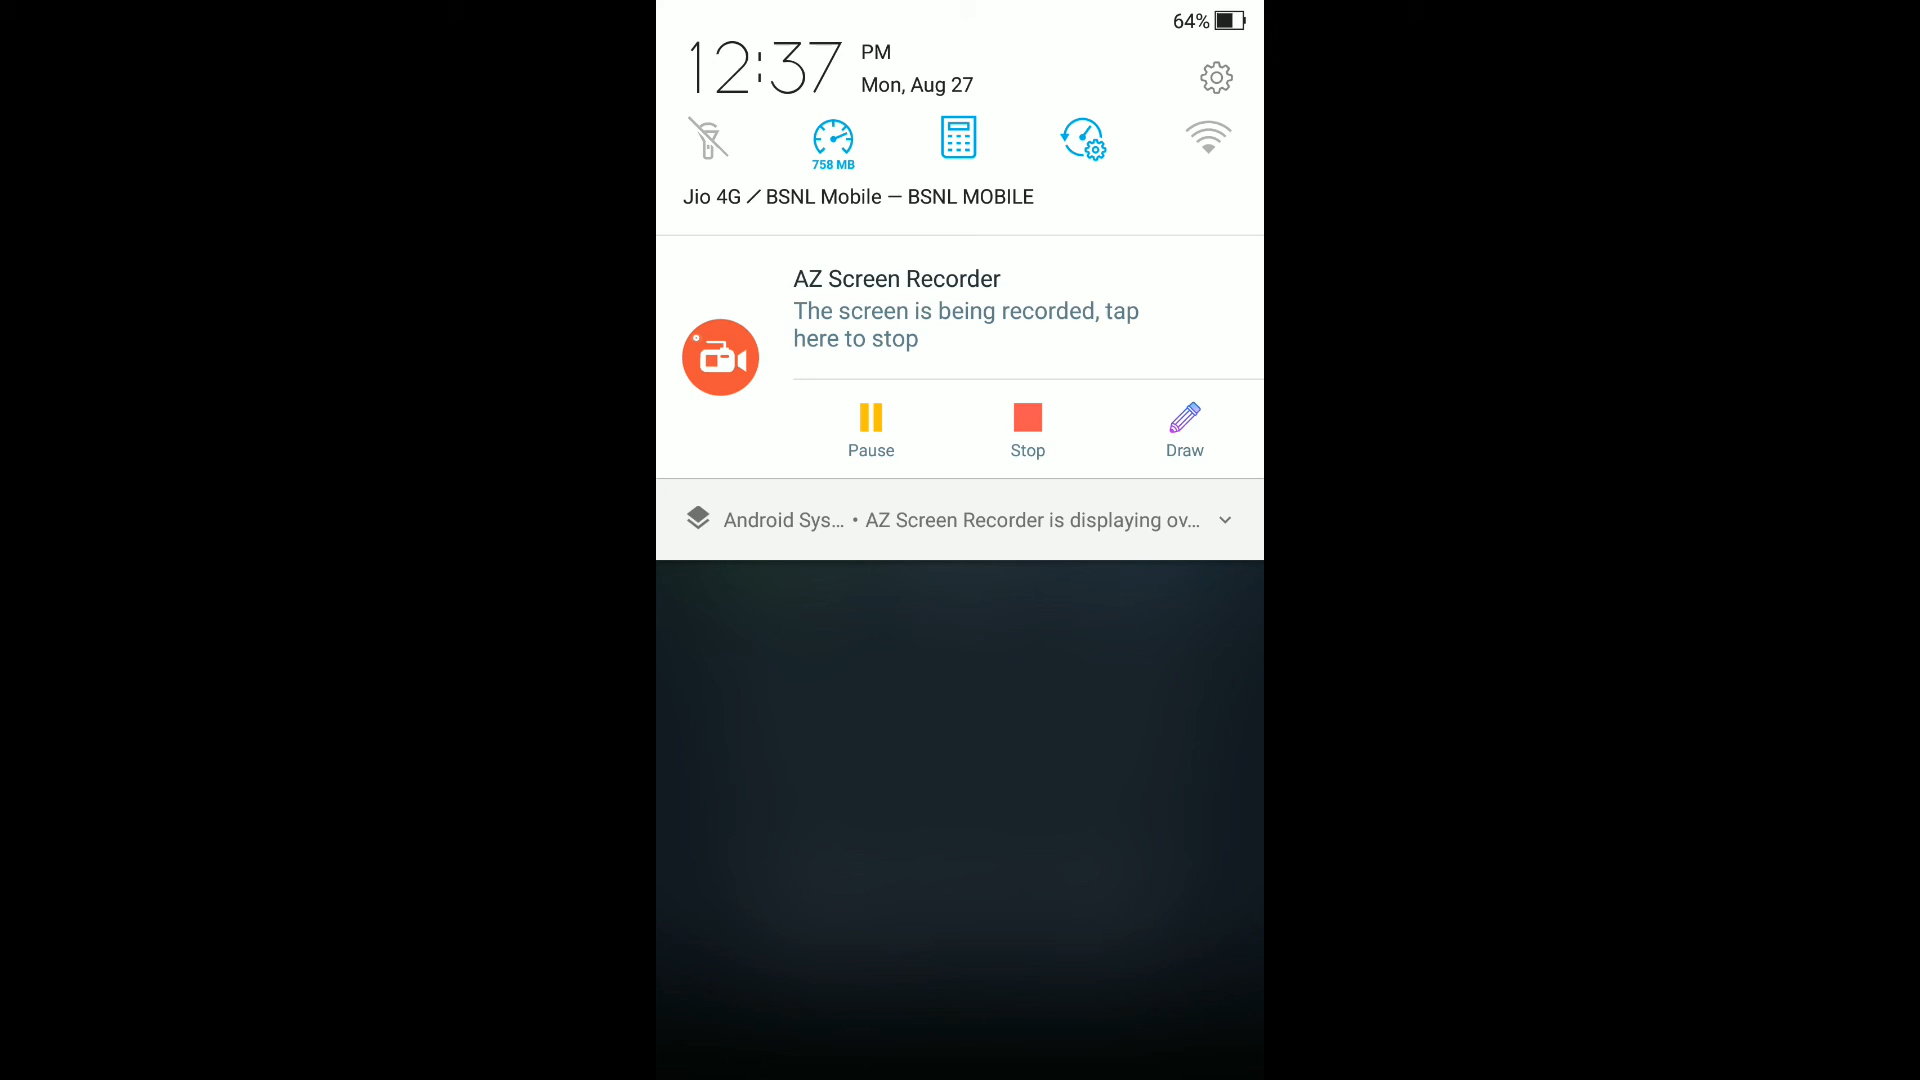 64%
12:37 PM
Mon, Aug 27
758 MB
Jio 4G / BSNL Mobile — BSNL MOBILE
AZ Screen Recorder
The screen is being recorded, tap
here to stop
Pause Stop Draw
Android Sys... • AZ Screen Recorder is displaying ov...